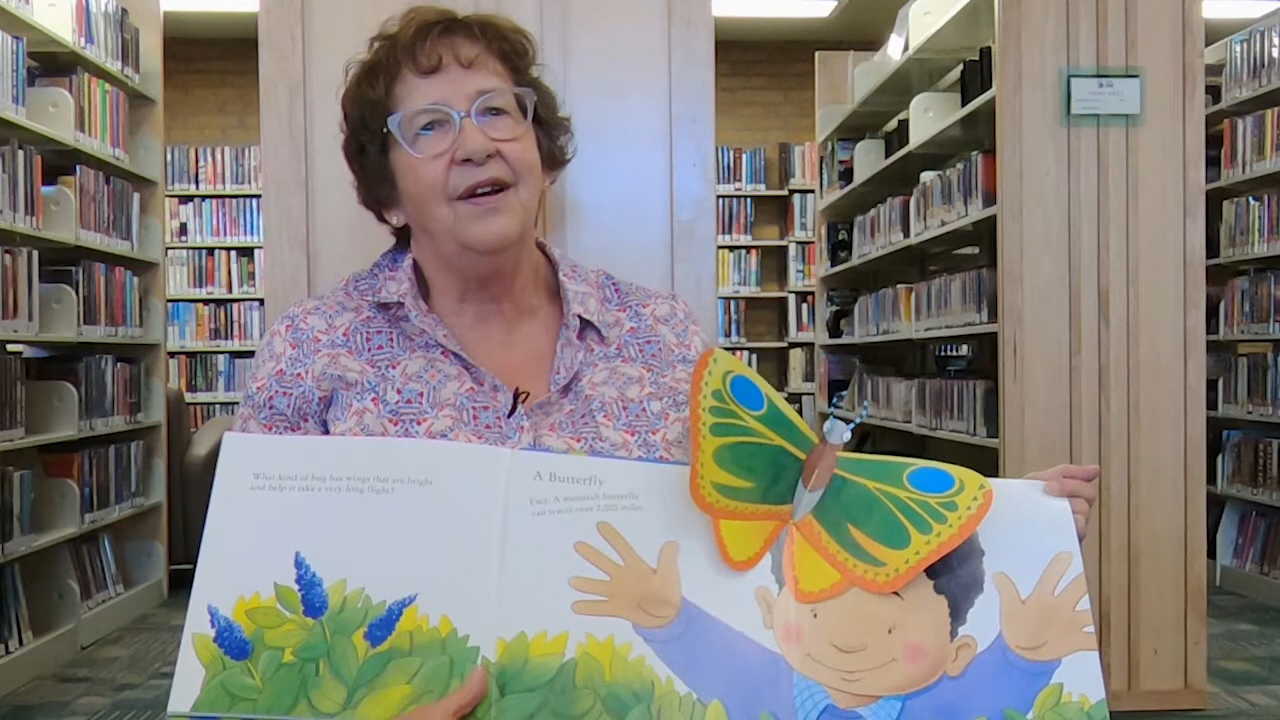 What kind of bug has wings that are bright
and help it take a very long flight?
A Butterfly
Fact: A monarch butterfly
can travel over 2,000 miles.